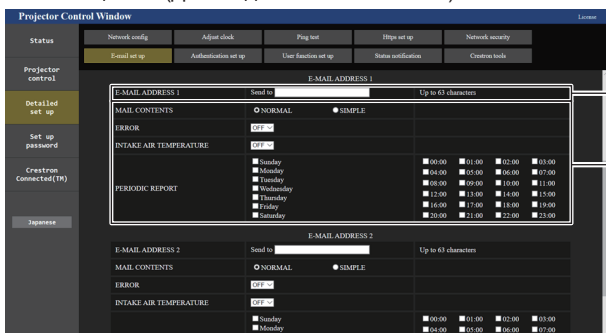 Projector Control Window
License
Status
Network config Adjust clock Ping test Https set up Network security
E-mail set up Authentication set up User function set up Status notification Crestron tools
Projector control
Detailed set up
Set up password
Crestron Connected(TM)
Japanese
E-MAIL ADDRESS 1
E-MAIL ADDRESS 1 Send to Up to 63 characters
MAIL CONTENTS NORMAL SIMPLE
ERROR OFF
INTAKE AIR TEMPERATURE OFF
PERIODIC REPORT
Sunday 00:00 01:00 02:00 03:00
Monday 04:00 05:00 06:00 07:00
Tuesday 08:00 09:00 10:00 11:00
Wednesday 12:00 13:00 14:00 15:00
Thursday 16:00 17:00 18:00 19:00
Friday 20:00 21:00 22:00 23:00
Saturday
E-MAIL ADDRESS 2
E-MAIL ADDRESS 2 Send to Up to 63 characters
MAIL CONTENTS NORMAL SIMPLE
ERROR OFF
INTAKE AIR TEMPERATURE OFF
Sunday 00:00 01:00 02:00 03:00
Monday 04:00 05:00 06:00 07:00